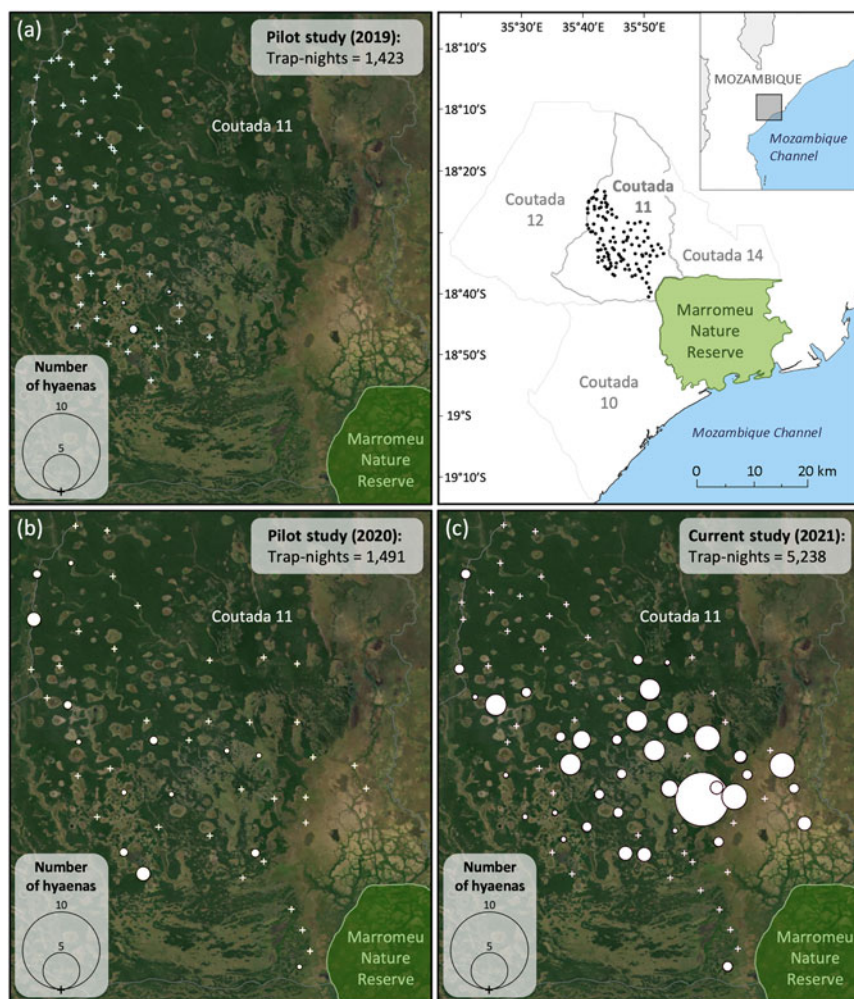 (a)
Pilot study (2019):
Trap-nights = 1,423
Coutada 11
Number
of hyaenas
10
5
Marromeu
Nature
Reserve
35°30'E 35°40'E 35°50'E
18°10'S
18°10'S
18°40'S
18°50'S
19°S
19°10'S
MOZAMBIQUE
Mozambique
Channel
Coutada
12
Coutada
11
Coutada 14
Marromeu
Nature
Reserve
Coutada
10
Mozambique Channel
0 10 20 km
(b)
Pilot study (2020):
Trap-nights = 1,491
Coutada 11
Number
of hyaenas
10
5
Marromeu
Nature
Reserve
(c)
Current study (2021):
Trap-nights = 5,238
Coutada 11
Number
of hyaenas
10
5
Marromeu
Nature
Reserve